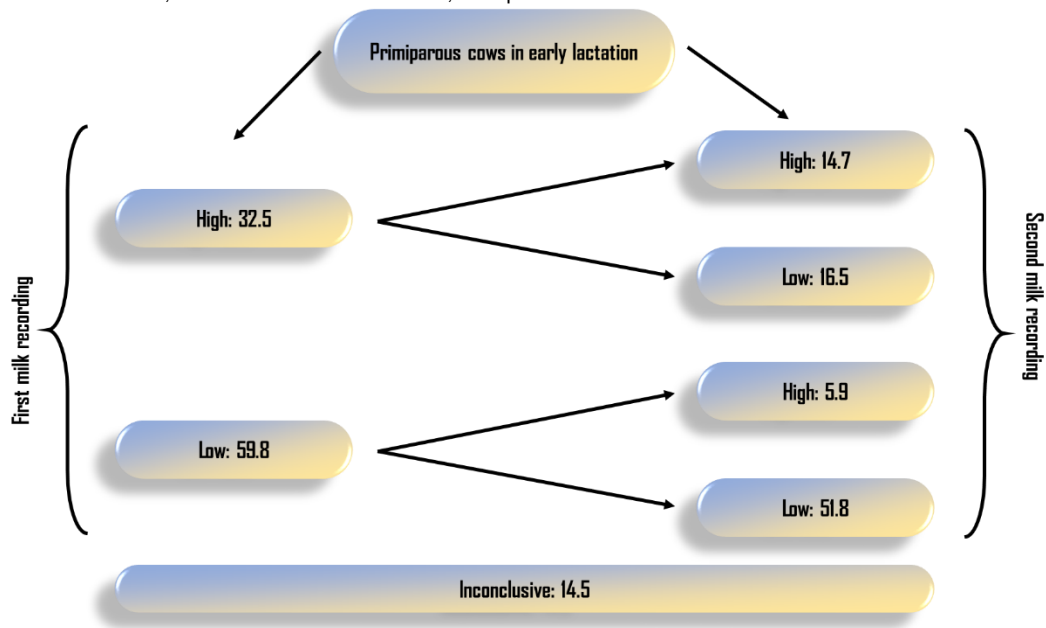 Primiparous cows in early lactation
First milk recording
High: 32.5
High: 14.7
Low: 16.5
Low: 59.8
High: 5.9
Low: 51.8
Second milk recording
Inconclusive: 14.5